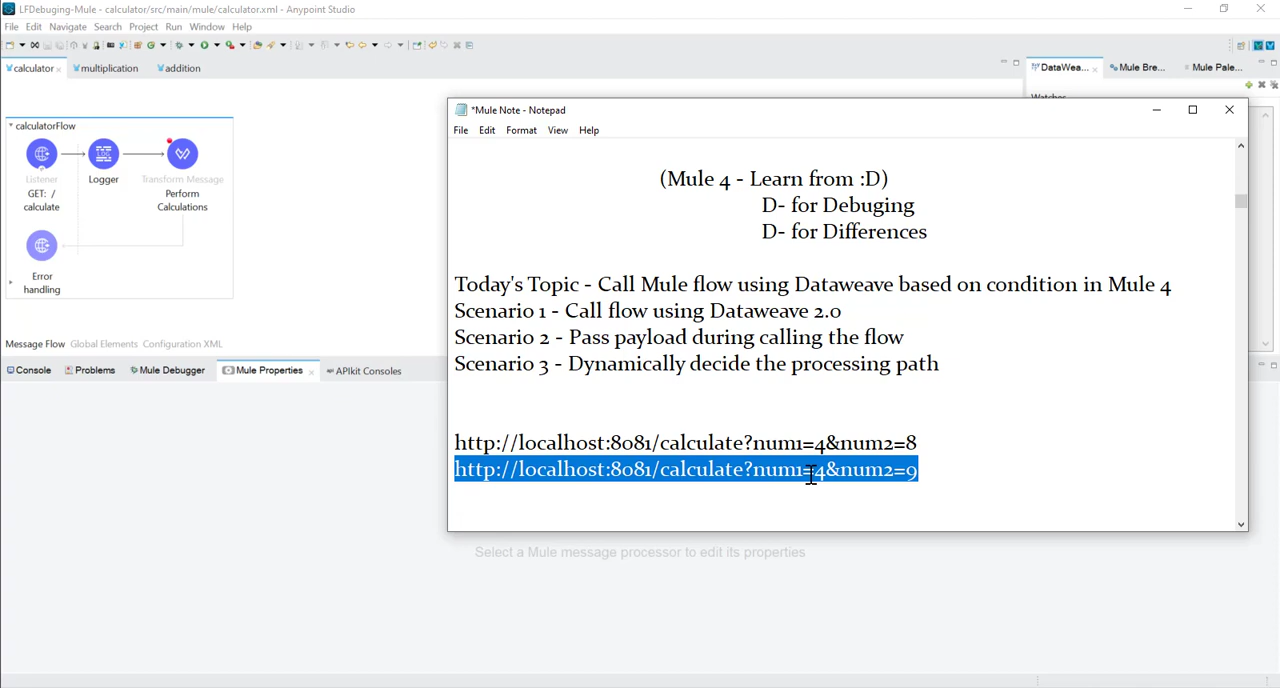 LFDebuging-Mule - calculator/src/main/mule/calculator.xml - Anypoint Studio
File Edit Navigate Search Project Run Window Help
calculator multiplication addition
DataWea... Mule Bre... Mule Pale...
*Mule Note - Notepad
File Edit Format View Help
calculatorFlow
Listener
GET: /
calculate
Logger
Transform Message
Perform
Calculations
Error
handling
(Mule 4 - Learn from :D)
D- for Debuging
D- for Differences
Today's Topic - Call Mule flow using Dataweave based on condition in Mule 4
Scenario 1 - Call flow using Dataweave 2.0
Scenario 2 - Pass payload during calling the flow
Scenario 3 - Dynamically decide the processing path
http://localhost:8081/calculate?num1=4&num2=8
http://localhost:8081/calculate?num1=4&num2=9
Message Flow Global Elements Configuration XML
Console Problems Mule Debugger Mule Properties APIkit Consoles
Select a Mule message processor to edit its properties